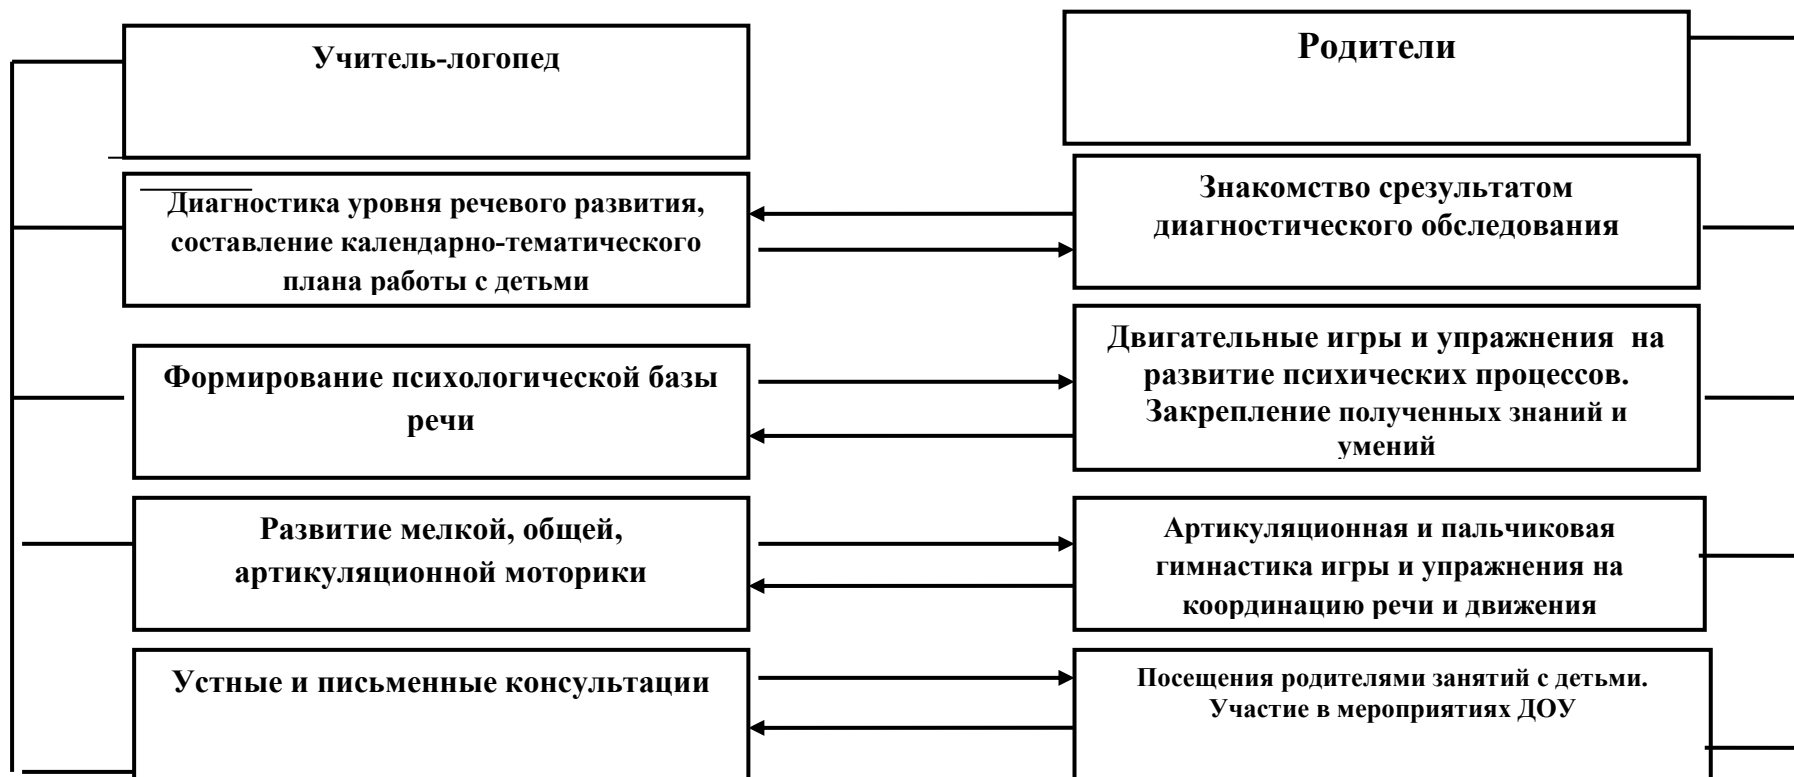 Учитель-логопед
Родители
Диагностика уровня речевого развития,
составление календарно-тематического
плана работы с детьми
Знакомство срезультатом
диагностического обследования
Формирование психологической базы
речи
Двигательные игры и упражнения  на
развитие психических процессов.
Закрепление полученных знаний и
умений
Развитие мелкой, общей,
артикуляционной моторики
Артикуляционная и пальчиковая
гимнастика игры и упражнения на
координацию речи и движения
Устные и письменные консультации
Посещения родителями занятий с детьми.
Участие в мероприятиях ДОУ